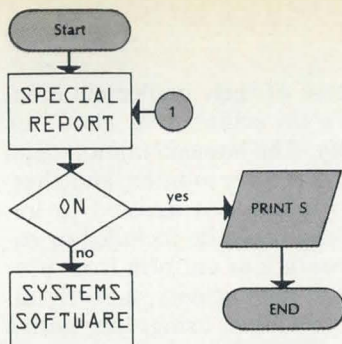 Start
SPECIAL
REPORT
1
ON
yes
PRINT S
no
SYSTEMS
SOFTWARE
END